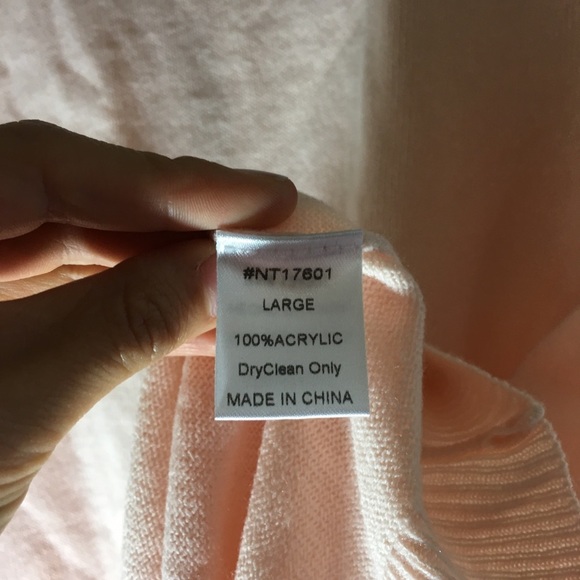 #NT17601
LARGE
100%ACRYLIC
DryClean Only
MADE IN CHINA